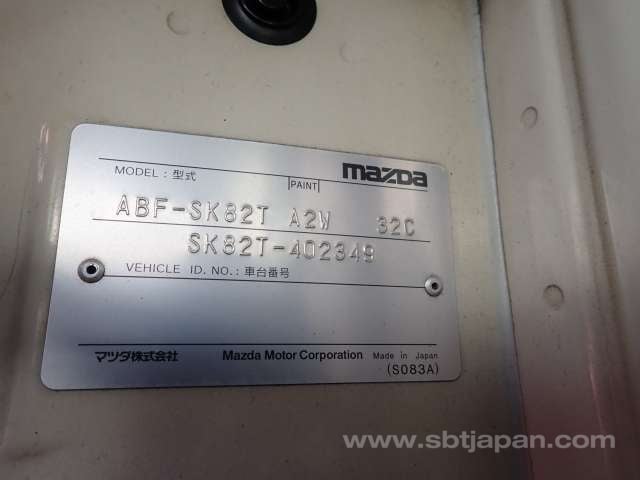 MODEL: 型式
PAINT
mazda
ABF-SK82T A2W 32C
SK82T-402349
VEHICLE ID. NO.: 車台番号
マツダ株式会社 Mazda Motor Corporation Made in Japan
(S083A)
www.sbtjapan.com